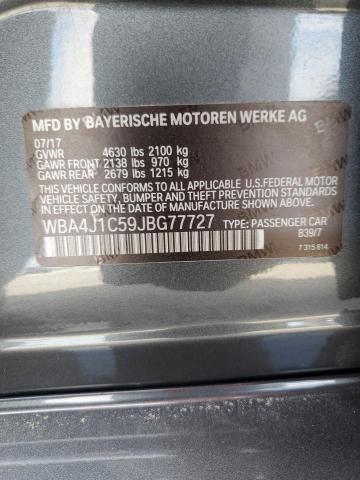 MFD BY BAYERISCHE MOTOREN WERKE AG
07/17
GVWR 4630 lbs 2100 kg
GAWR FRONT 2138 lbs 970 kg
GAWR REAR 2679 lbs 1215 kg
THIS VEHICLE CONFORMS TO ALL APPLICABLE U.S.FEDERAL MOTOR
VEHICLE SAFETY, BUMPER AND THEFT PREVENTION STANDARDS
IN EFFECT ON THE DATE OF MANUFACTURE SHOWN ABOVE.
WBA4J1C59JBG77727 TYPE: PASSENGER CAR
B39/7
7 315 814